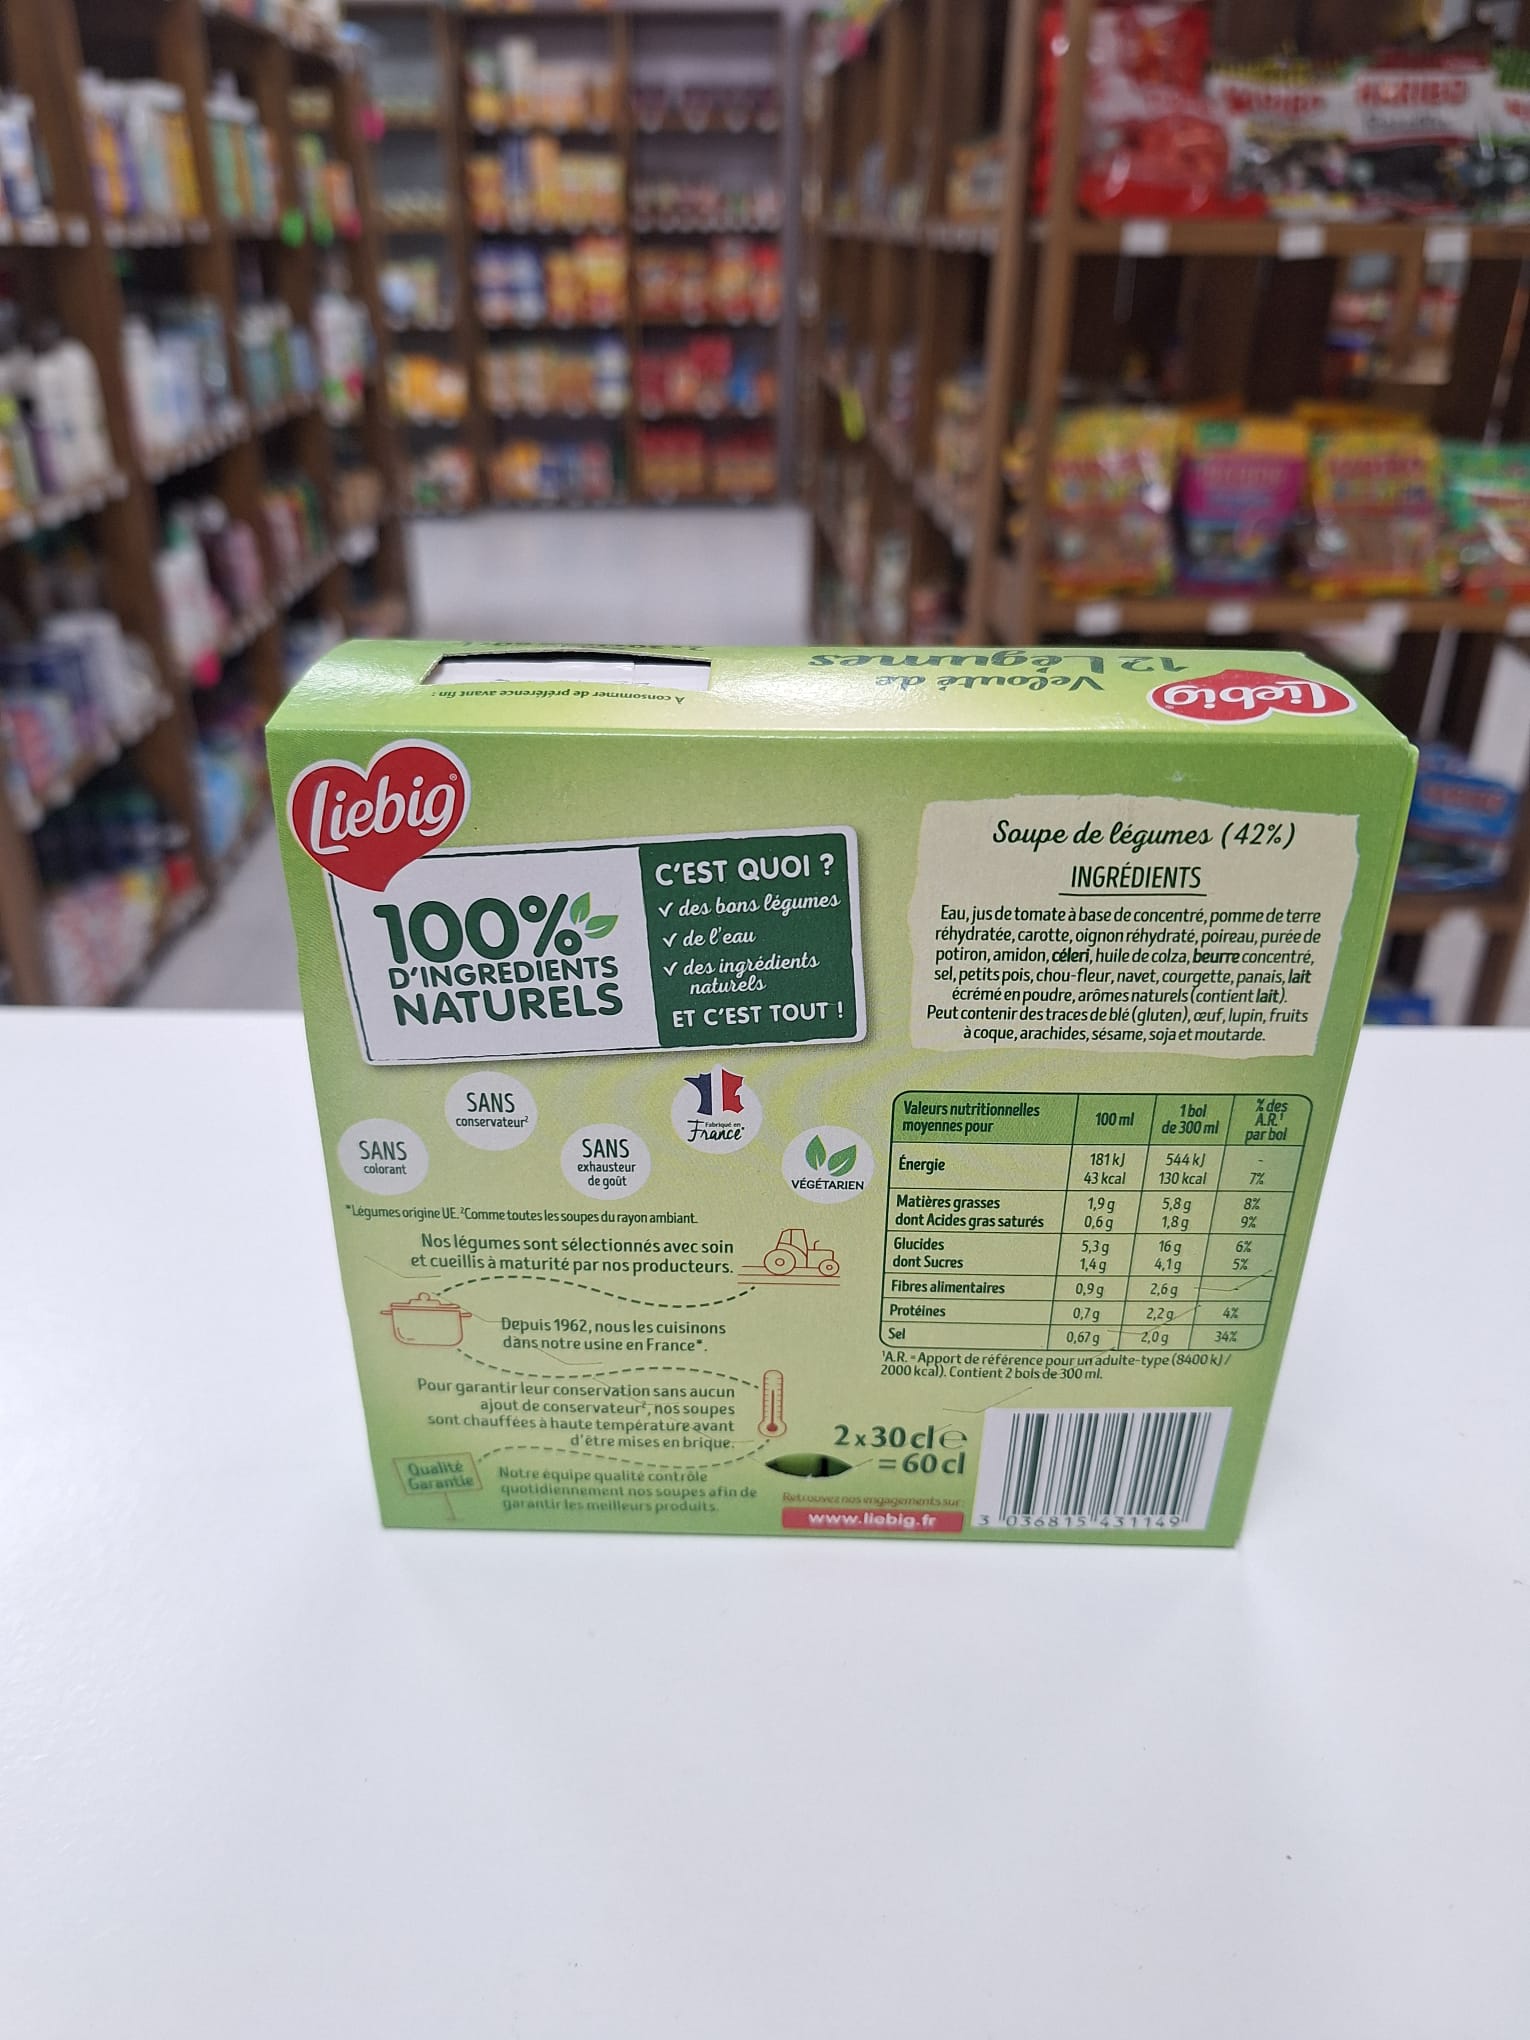 12 Légumes
Velouté de
Liebig
À consommer de préférence avant fin :
Liebig®
100%
D'INGREDIENTS
NATURELS
C'EST QUOI ?
✓ des bons légumes
✓ de l'eau
✓ des ingrédients
naturels
ET C'EST TOUT !
Soupe de légumes (42%)
INGRÉDIENTS
Eau, jus de tomate à base de concentré, pomme de terre
réhydratée, carotte, oignon réhydraté, poireau, purée de
potiron, amidon, céleri, huile de colza, beurre concentré,
sel, petits pois, chou-fleur, navet, courgette, panais, lait
écrémé en poudre, arômes naturels (contient lait).
Peut contenir des traces de blé (gluten), œuf, lupin, fruits
à coque, arachides, sésame, soja et moutarde.
SANS
colorant
SANS
conservateur²
SANS
exhausteur
de goût
Fabriqué en
France*
VÉGÉTARIEN
*Légumes origine UE. ²Comme toutes les soupes du rayon ambiant.
Nos légumes sont sélectionnés avec soin
et cueillis à maturité par nos producteurs.
Depuis 1962, nous les cuisinons
dans notre usine en France*.
Pour garantir leur conservation sans aucun
ajout de conservateur², nos soupes
sont chauffées à haute température avant
d'être mises en brique.
Qualité
Garantie
Notre équipe qualité contrôle
quotidiennement nos soupes afin de
garantir les meilleurs produits.
Valeurs nutritionnelles moyennes pour 100 ml 1 bol de 300 ml % des A.R.¹ par bol
Énergie 181 kJ 544 kJ -
43 kcal 130 kcal 7%
Matières grasses 1,9 g 5,8 g 8%
dont Acides gras saturés 0,6 g 1,8 g 9%
Glucides 5,3 g 16 g 6%
dont Sucres 1,4 g 4,1 g 5%
Fibres alimentaires 0,9 g 2,6 g
Protéines 0,7 g 2,2 g 4%
Sel 0,67 g 2,0 g 34%
¹A.R. = Apport de référence pour un adulte-type (8400 kJ/
2000 kcal). Contient 2 bols de 300 ml.
2 x 30 cl e
= 60 cl
Retrouvez nos engagements sur :
www.liebig.fr
3 036815 431149
HARIBO